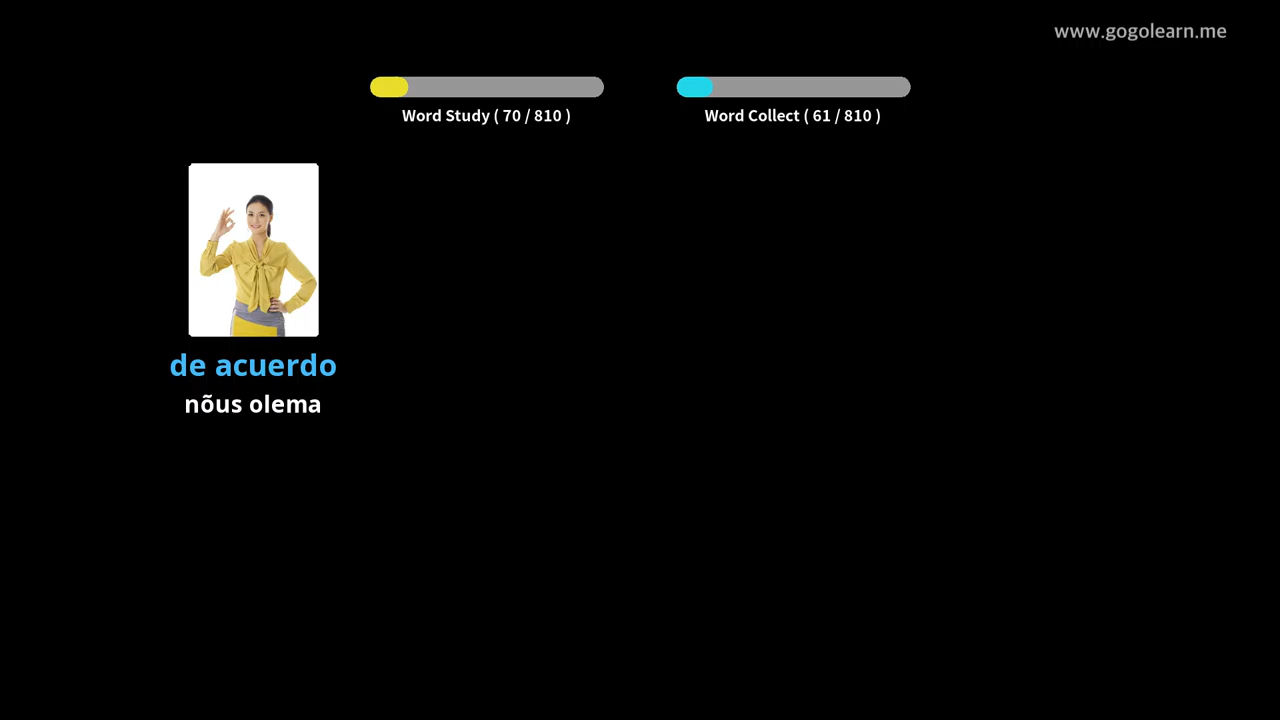 www.gogolearn.me
Word Study ( 70 / 810 )
Word Collect ( 61 / 810 )
de acuerdo
nõus olema